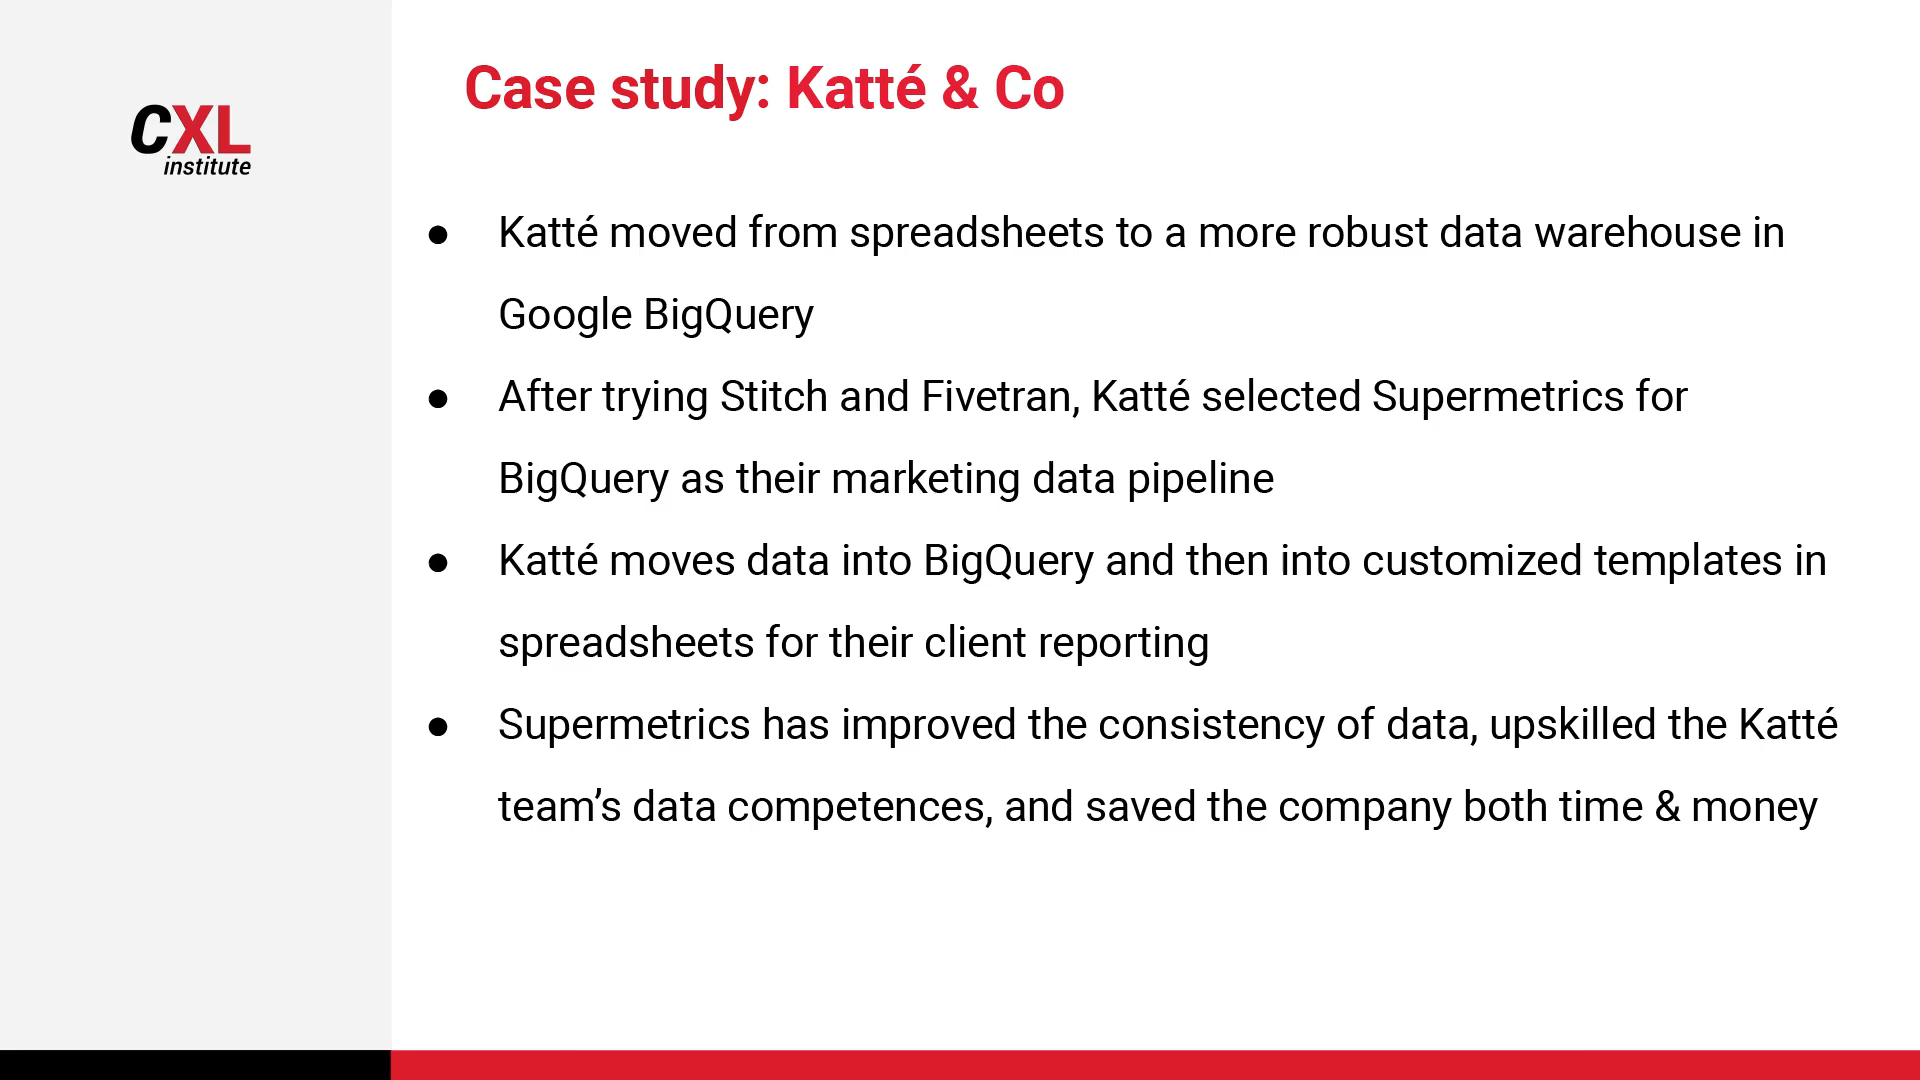 CXL
institute
Case study: Katté & Co
● Katté moved from spreadsheets to a more robust data warehouse in
Google BigQuery
● After trying Stitch and Fivetran, Katté selected Supermetrics for
BigQuery as their marketing data pipeline
● Katté moves data into BigQuery and then into customized templates in
spreadsheets for their client reporting
● Supermetrics has improved the consistency of data, upskilled the Katté
team’s data competences, and saved the company both time & money